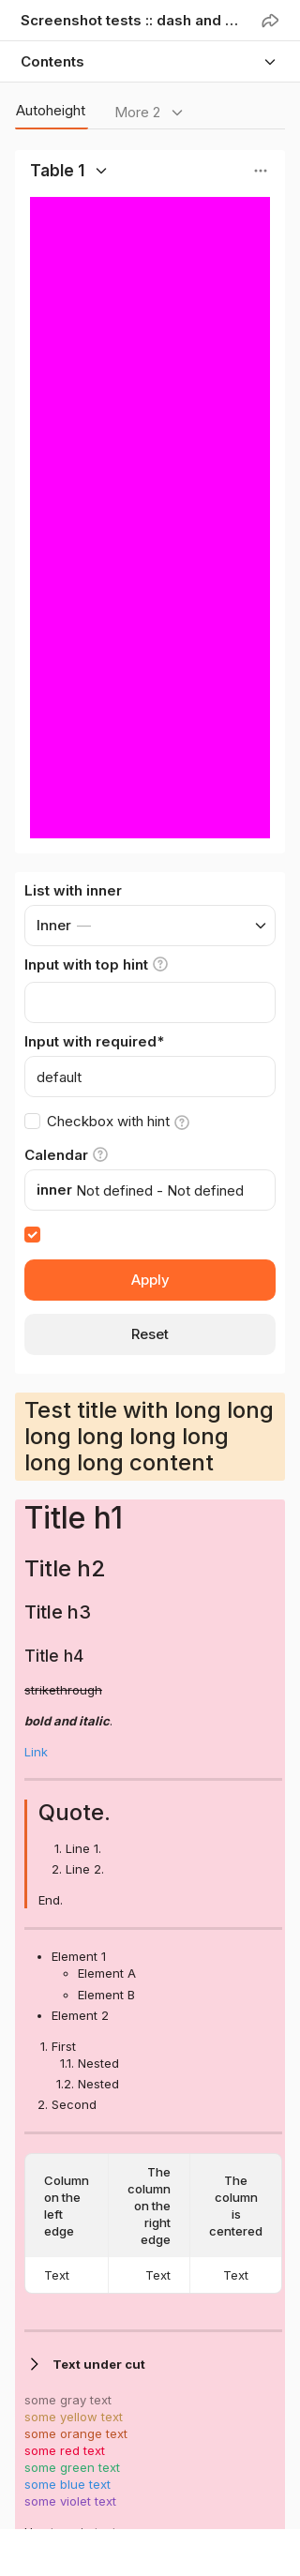 Screenshot tests :: dash and ...
Contents
Autoheight
More 2
Table 1
List with inner
Inner —
Input with top hint
Input with required*
default
Checkbox with hint
Calendar
inner Not defined - Not defined
Apply
Reset
Test title with long long
long long long long
long long content
Title h1
Title h2
Title h3
Title h4
strikethrough
bold and italic.
Link
Quote.
1. Line 1.
2. Line 2.
End.
• Element 1
◦ Element A
◦ Element B
• Element 2
1. First
1.1. Nested
1.2. Nested
2. Second
Column
on the
left
edge
The
column
on the
right
edge
The
column
is
centered
Text
Text
Text
Text under cut
some gray text
some yellow text
some orange text
some red text
some green text
some blue text
some violet text